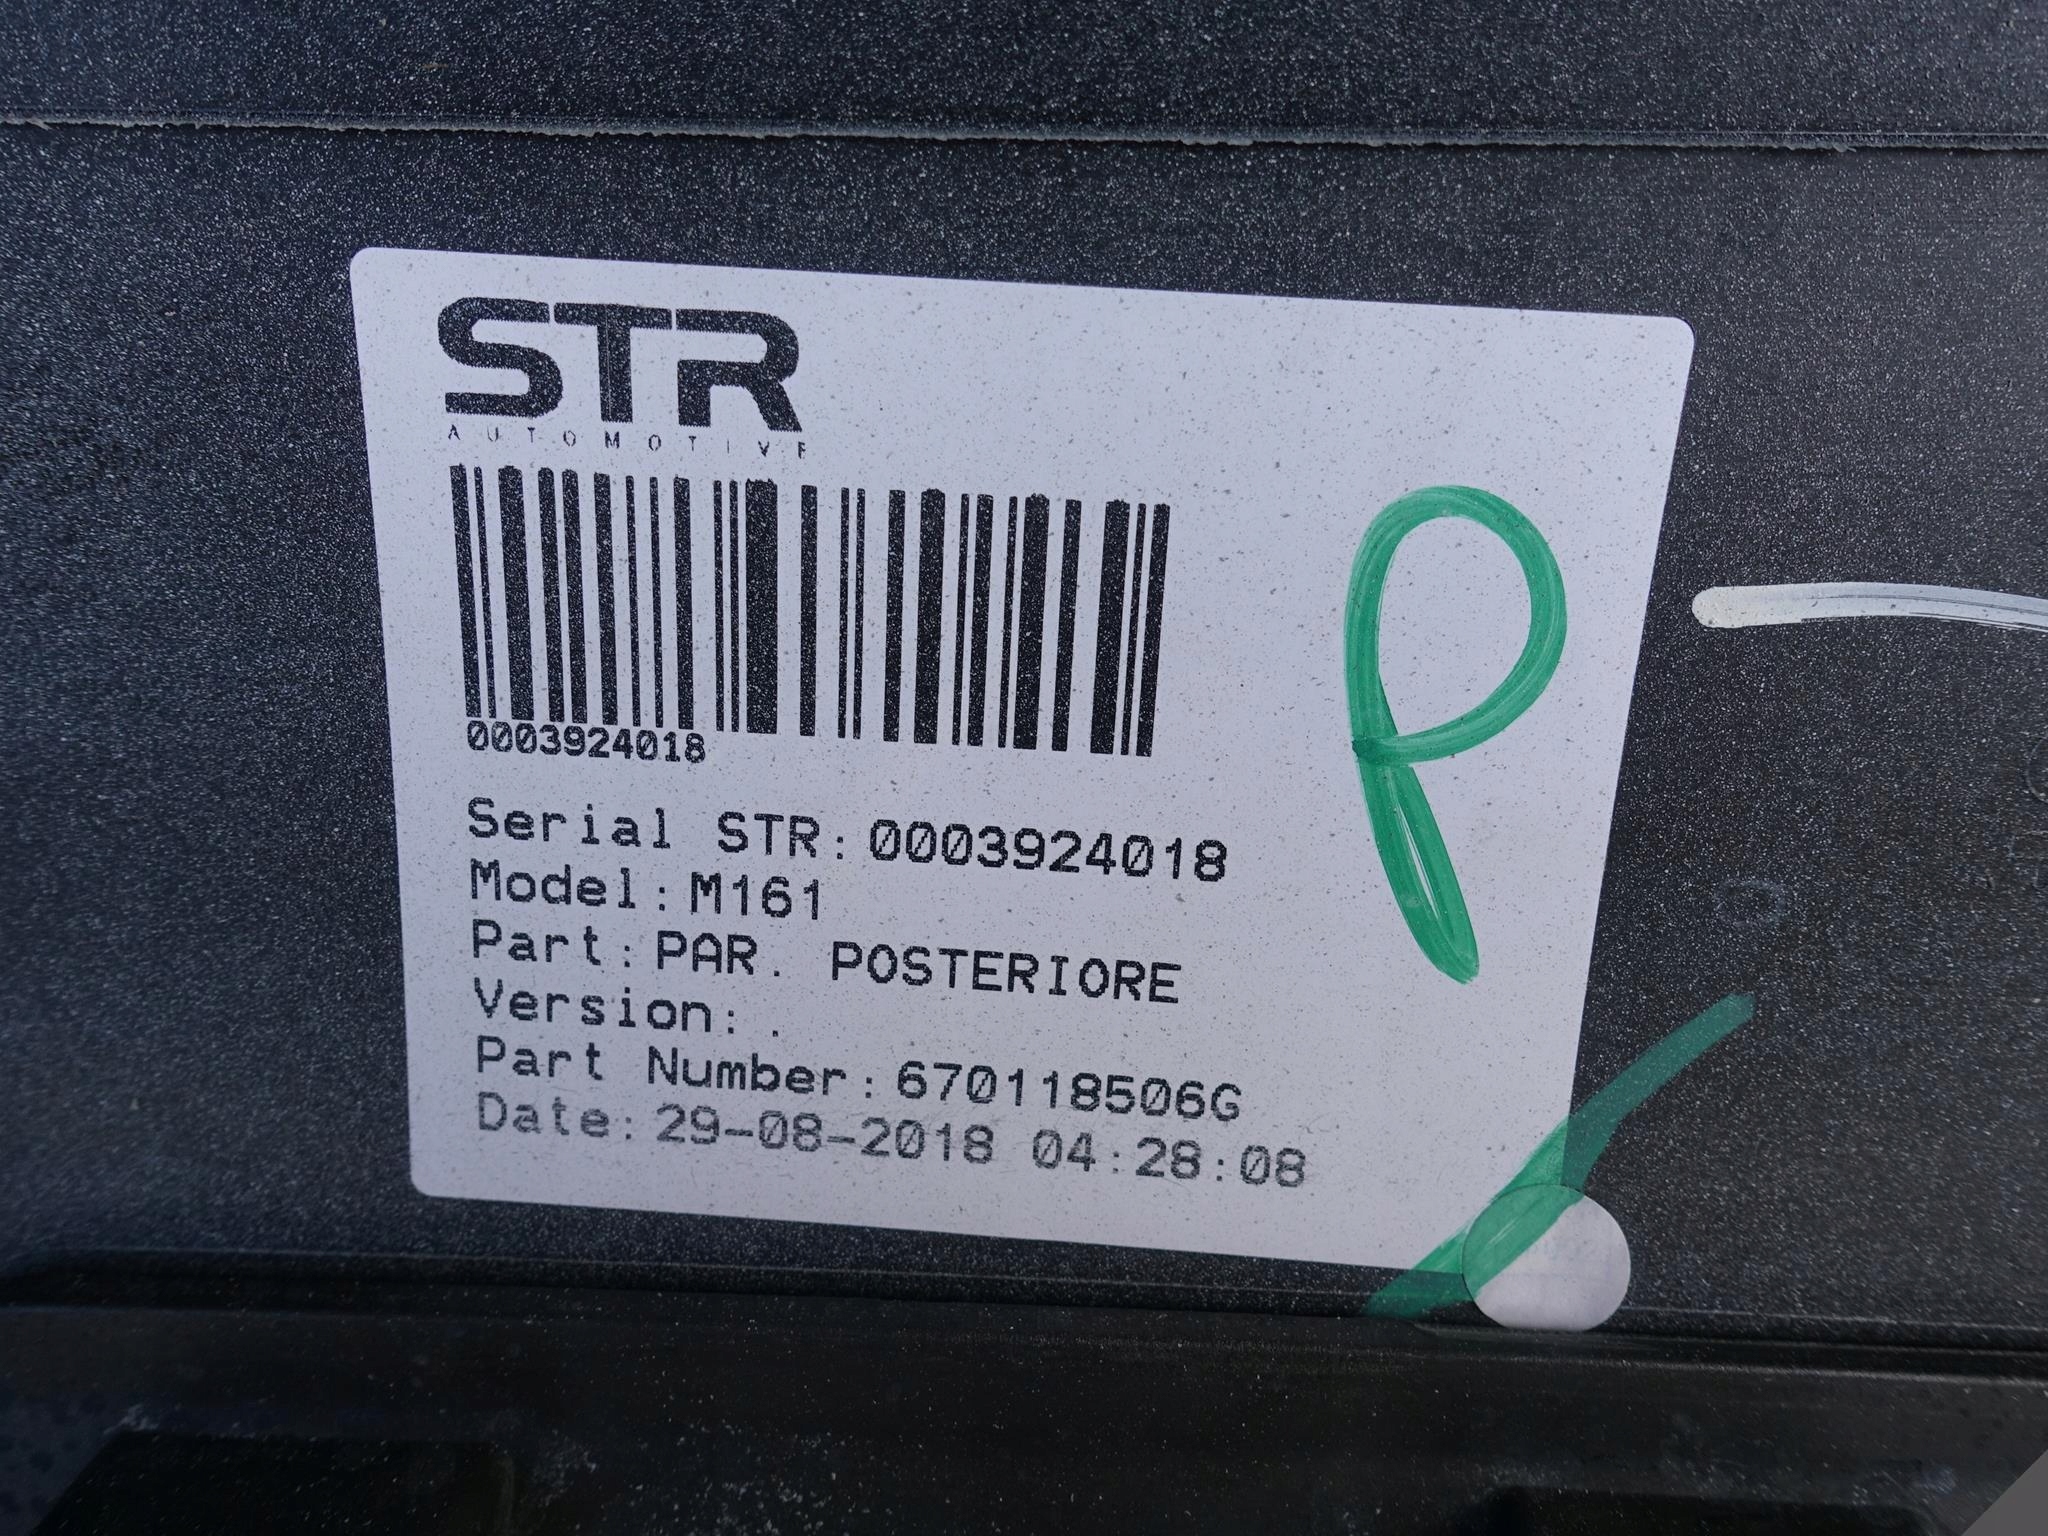 STR
AUTOMOTIVE
0003924018
Serial STR: 0003924018
Model: M161
Part: PAR. POSTERIORE
Version: .
Part Number: 670118506G
Date: 29-08-2018 04:28:08
P